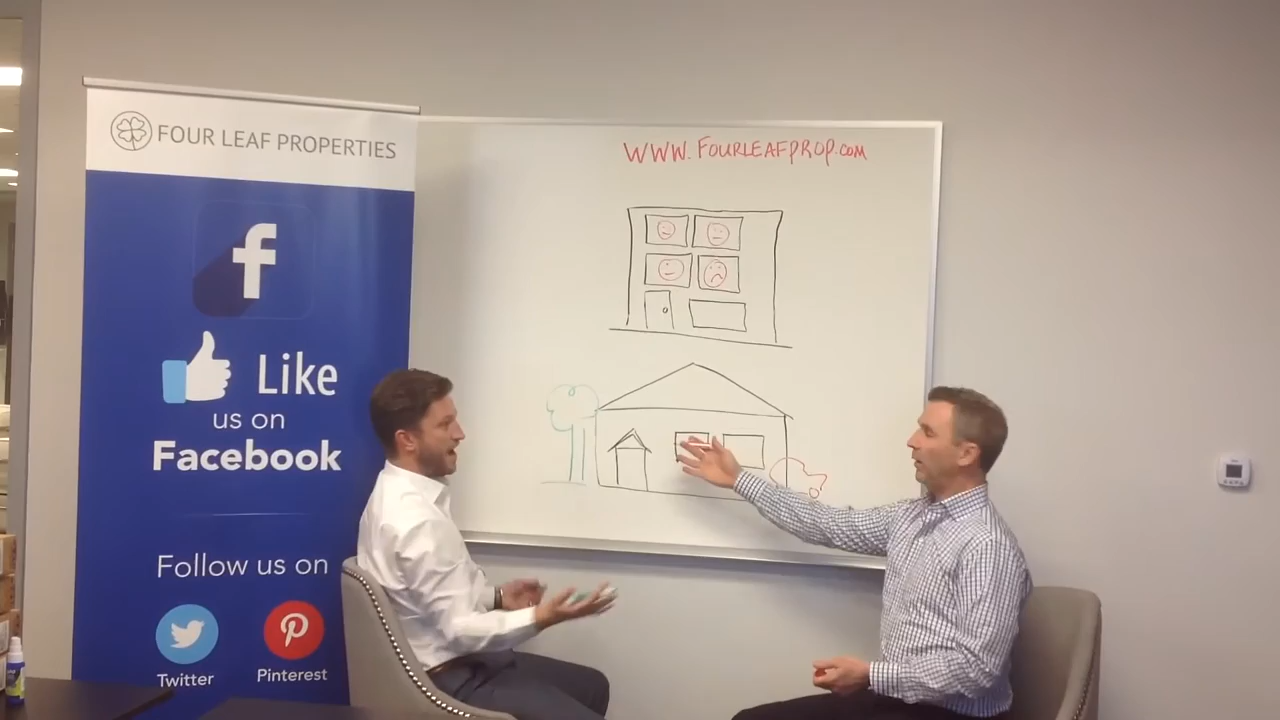 FOUR LEAF PROPERTIES
f
Like
us on
Facebook
Follow us on
Twitter
Pinterest
WWW.FOURLEAFPROP.COM